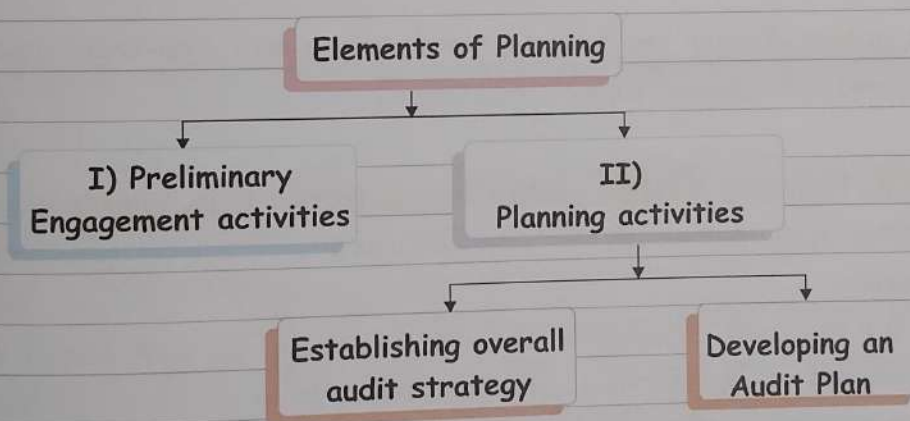 Elements of Planning
I) Preliminary
Engagement activities
II)
Planning activities
Establishing overall
audit strategy
Developing an
Audit Plan